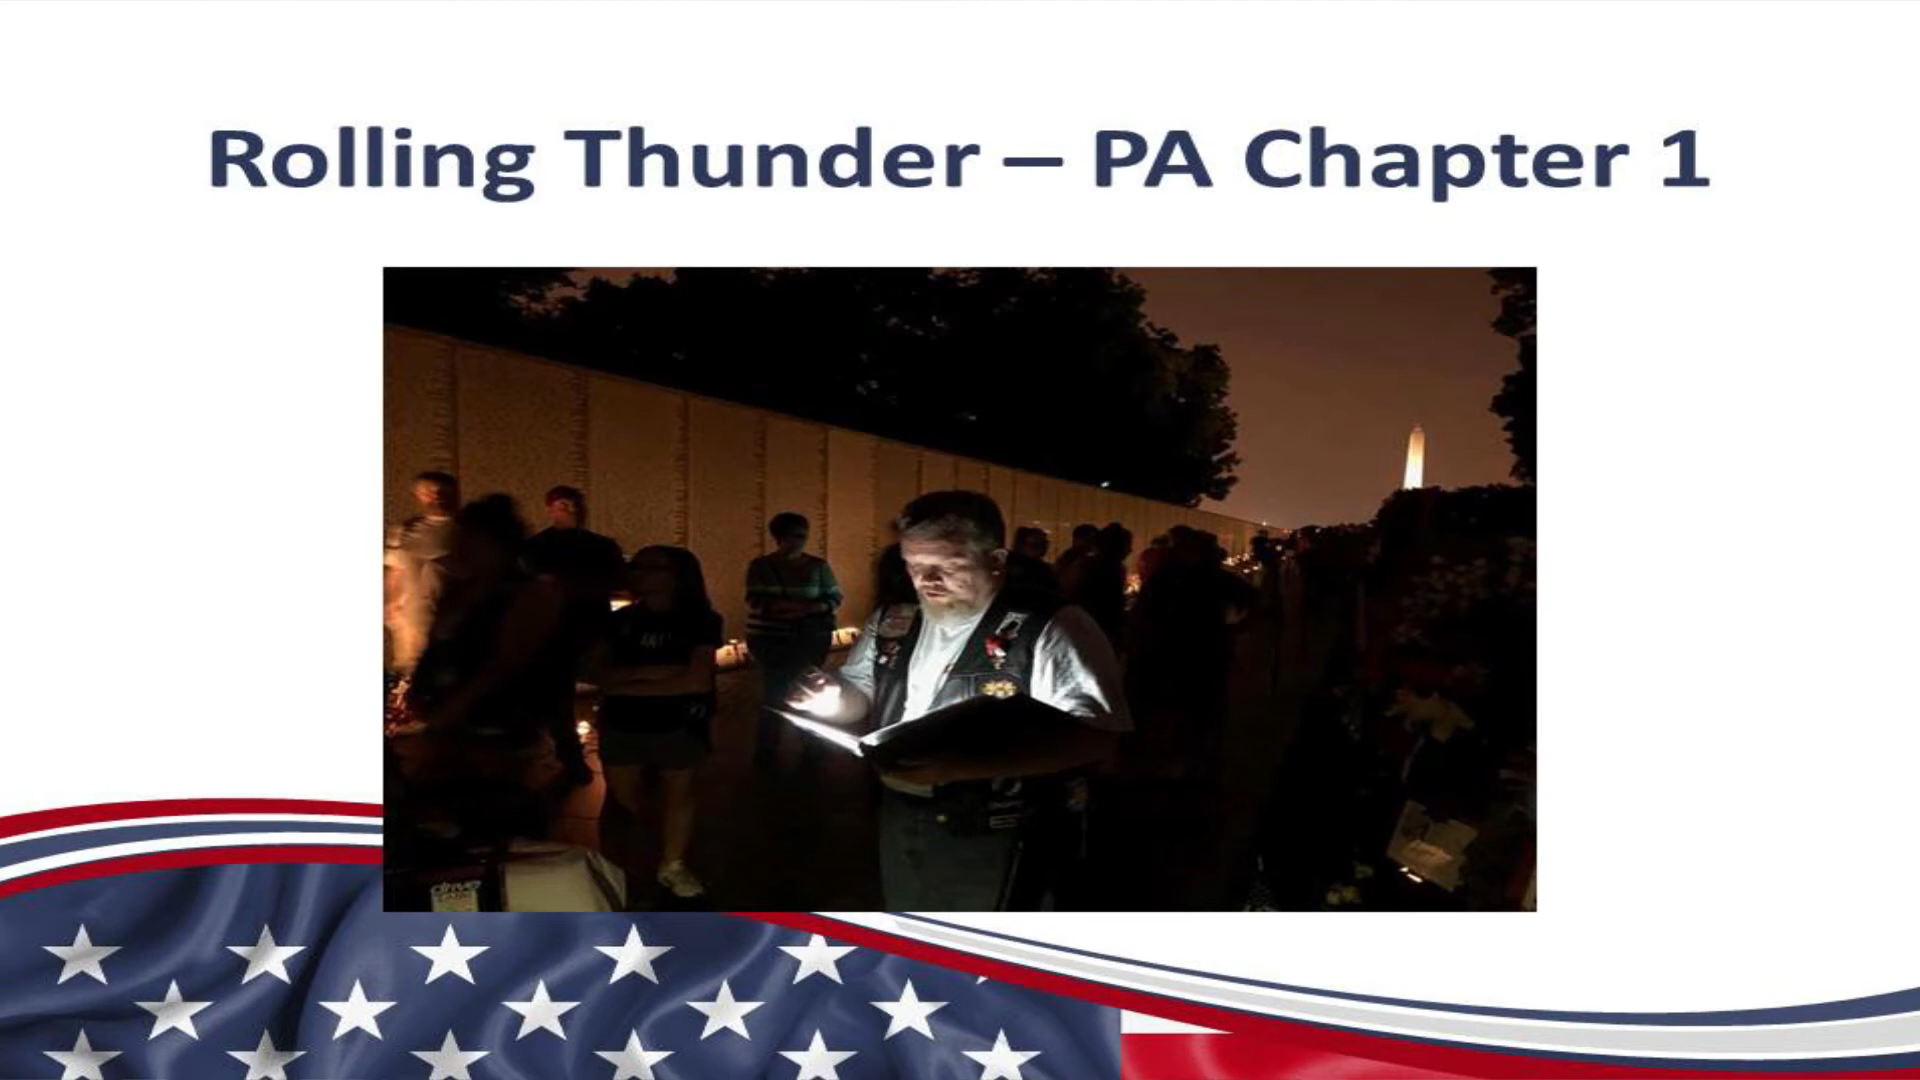 Rolling Thunder – PA Chapter 1